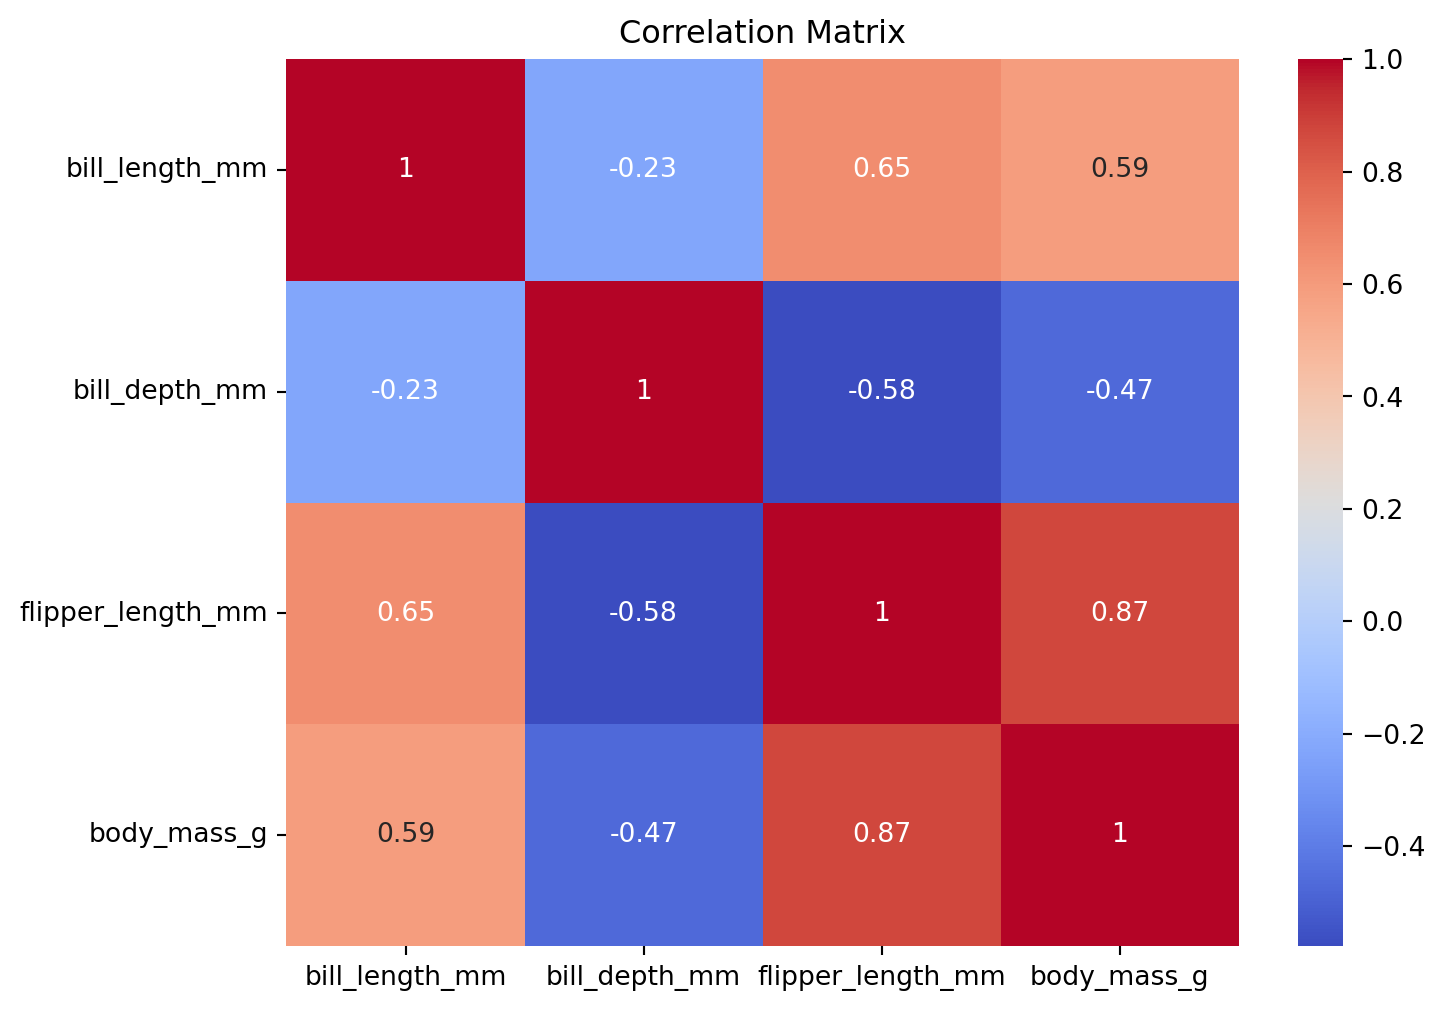 Correlation Matrix
bill_length_mm 1 -0.23 0.65 0.59
bill_depth_mm -0.23 1 -0.58 -0.47
flipper_length_mm 0.65 -0.58 1 0.87
body_mass_g 0.59 -0.47 0.87 1
bill_length_mm bill_depth_mm flipper_length_mm body_mass_g
1.0
0.8
0.6
0.4
0.2
0.0
−0.2
−0.4